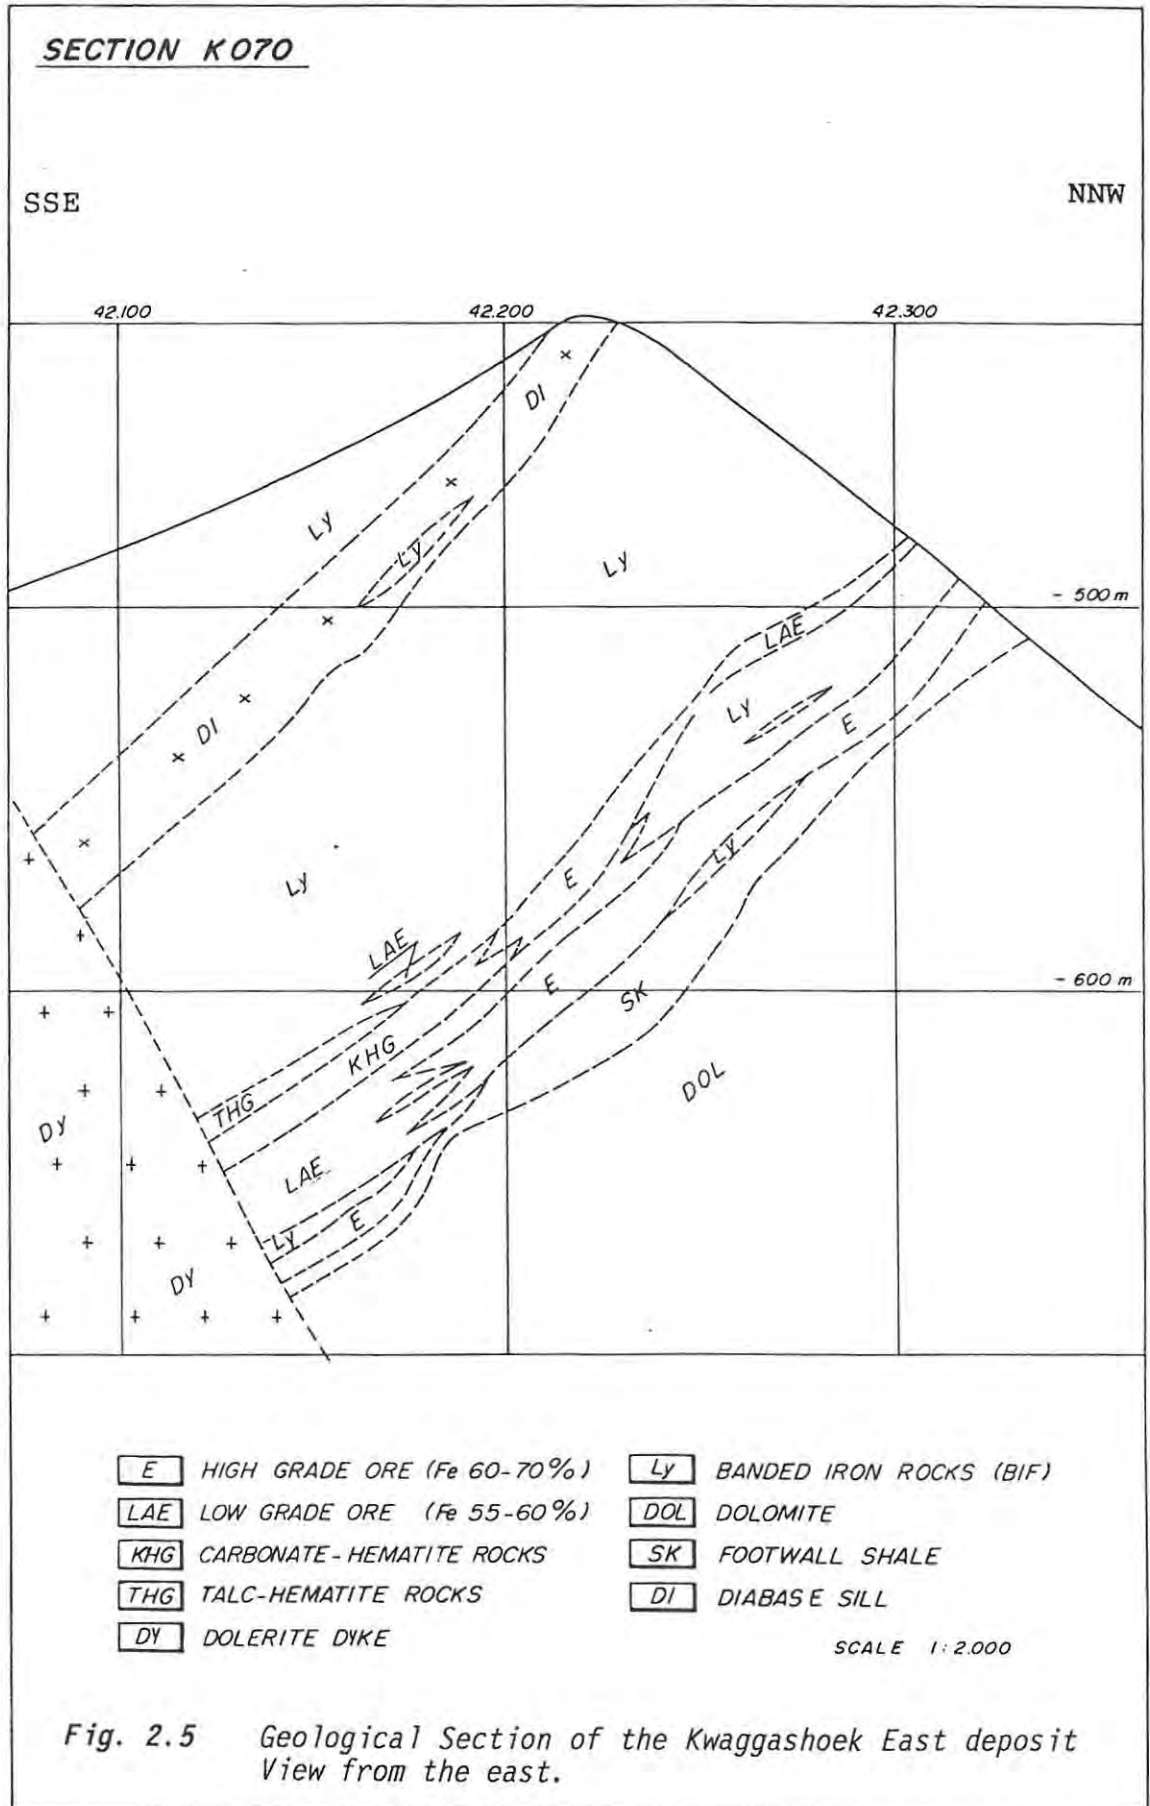 SECTION K070
SSE
NNW
42.100
42.200
42.300
DI
Ly
Ly
Ly
- 500 m
LAE
Ly
E
DI
Ly
E
Ly
LAE
- 600 m
E
SK
KHG
DOL
THG
DY
LAE
E
Ly
DY
E HIGH GRADE ORE (Fe 60-70%)
LAE LOW GRADE ORE (Fe 55-60%)
KHG CARBONATE-HEMATITE ROCKS
THG TALC-HEMATITE ROCKS
DY DOLERITE DYKE
Ly BANDED IRON ROCKS (BIF)
DOL DOLOMITE
SK FOOTWALL SHALE
DI DIABASE SILL
SCALE 1:2.000
Fig. 2.5 Geological Section of the Kwaggashoek East deposit
View from the east.